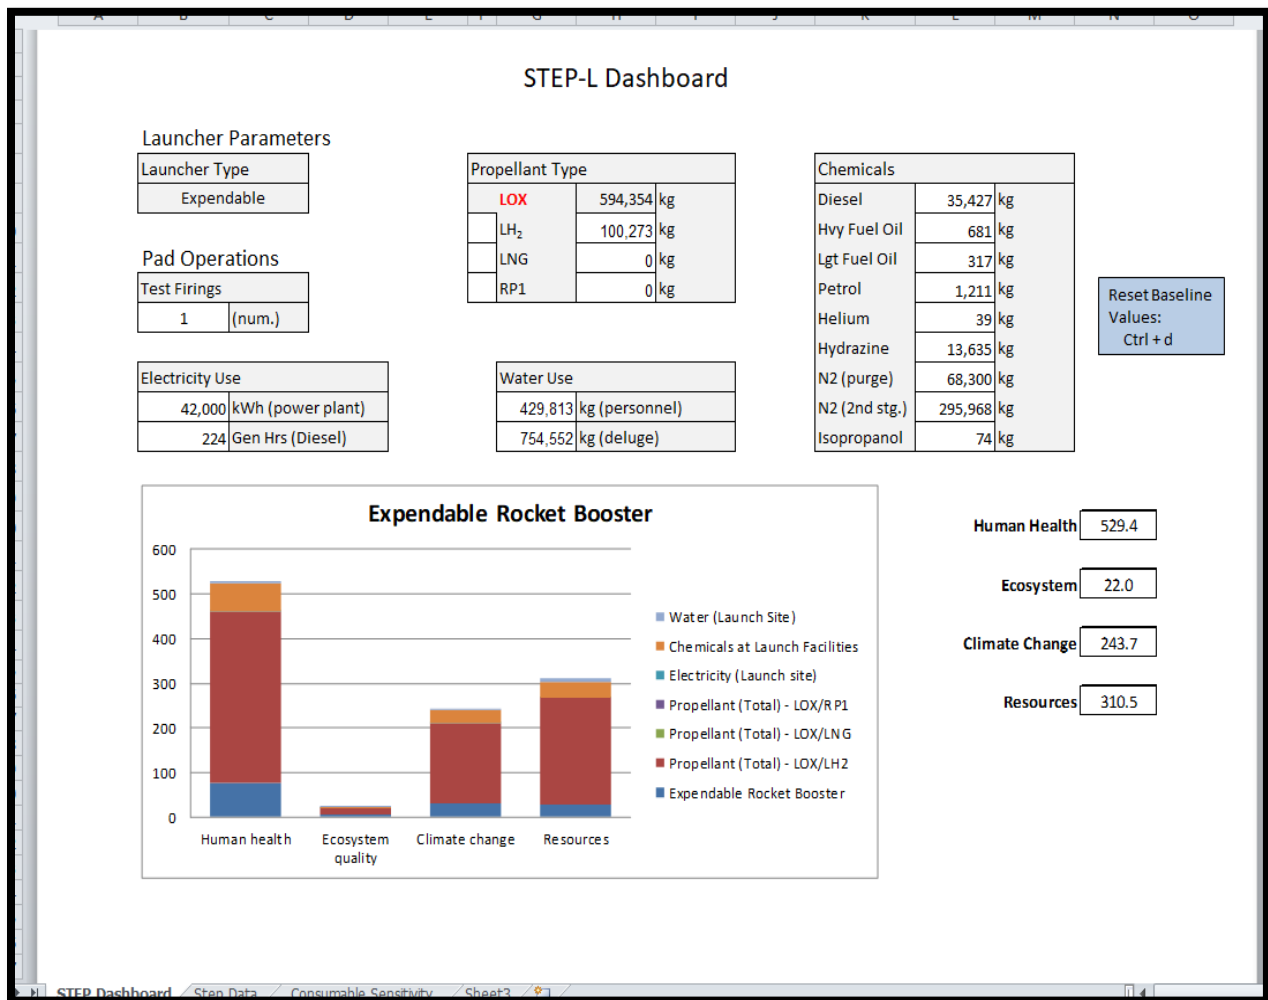 STEP-L Dashboard
Launcher Parameters
Launcher Type
Expendable
Pad Operations
Test Firings
1 (num.)
Electricity Use
42,000 kWh (power plant)
224 Gen Hrs (Diesel)
Propellant Type
LOX 594,354 kg
LH2 100,273 kg
LNG 0 kg
RP1 0 kg
Water Use
429,813 kg (personnel)
754,552 kg (deluge)
Chemicals
Diesel 35,427 kg
Hvy Fuel Oil 681 kg
Lgt Fuel Oil 317 kg
Petrol 1,211 kg
Helium 39 kg
Hydrazine 13,635 kg
N2 (purge) 68,300 kg
N2 (2nd stg.) 295,968 kg
Isopropanol 74 kg
Reset Baseline
Values:
Ctrl + d
Expendable Rocket Booster
600
500
400
300
200
100
0
Human health
Ecosystem
quality
Climate change
Resources
Water (Launch Site)
Chemicals at Launch Facilities
Electricity (Launch site)
Propellant (Total) - LOX/RP1
Propellant (Total) - LOX/LNG
Propellant (Total) - LOX/LH2
Expendable Rocket Booster
Human Health 529.4
Ecosystem 22.0
Climate Change 243.7
Resources 310.5
STEP Dashboard Step Data Consumable Sensitivity Sheet3